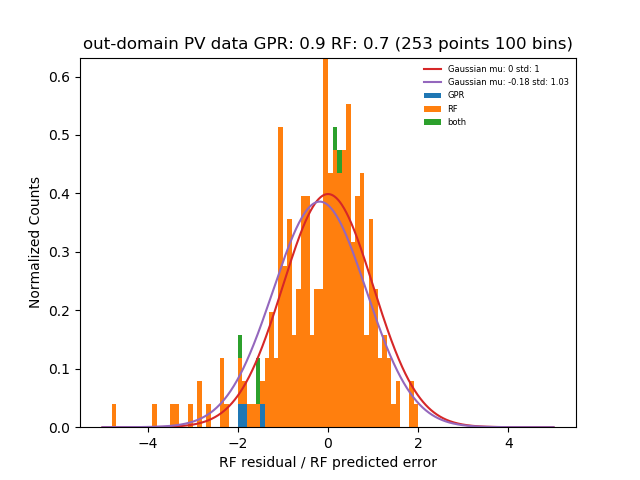 out-domain PV data GPR: 0.9 RF: 0.7 (253 points 100 bins)
Gaussian mu: 0 std: 1
Gaussian mu: -0.18 std: 1.03
GPR
RF
both
Normalized Counts
0.6
0.5
0.4
0.3
0.2
0.1
0.0
−4 −2 0 2 4
RF residual / RF predicted error